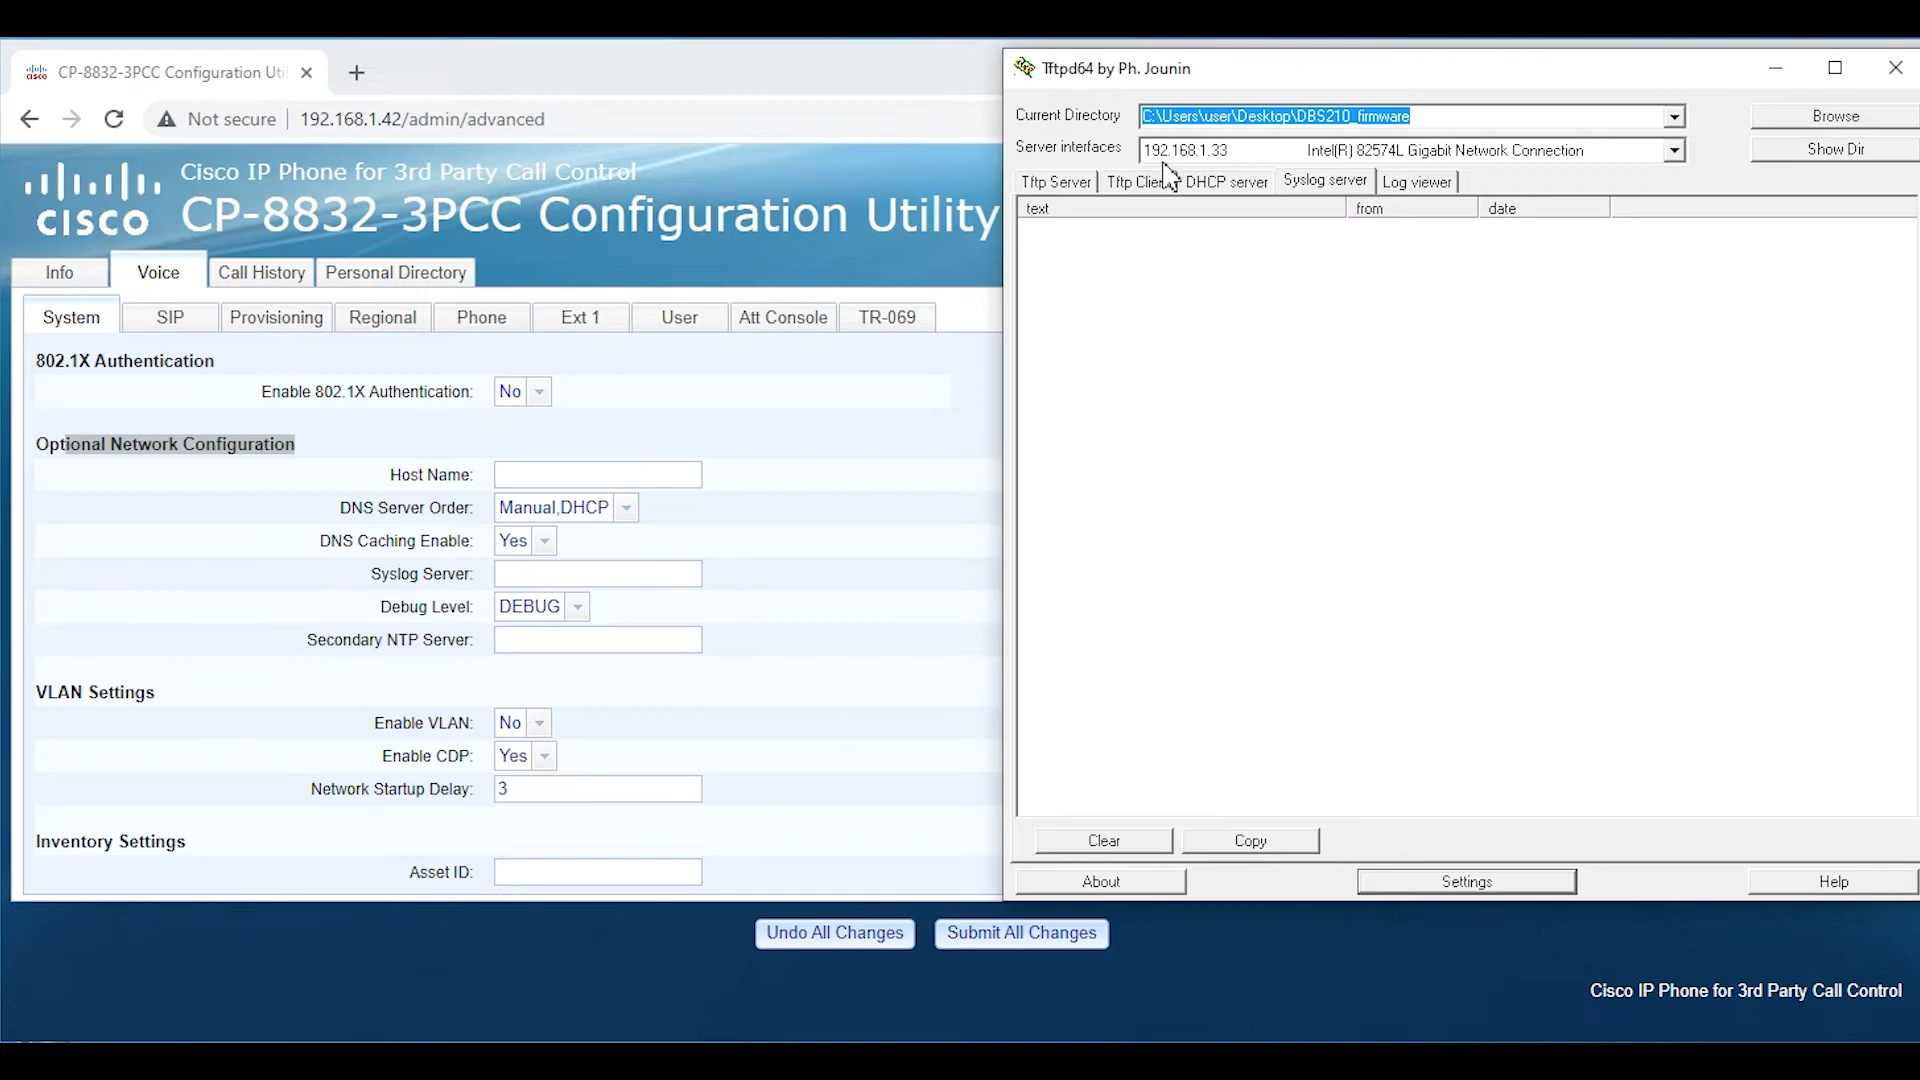 CP-8832-3PCC Configuration Uti
Not secure
192.168.1.42/admin/advanced
CISCO
Cisco IP Phone for 3rd Party Call Control
CP-8832-3PCC Configuration Utility
Info
Voice
Call History
Personal Directory
System
SIP
Provisioning
Regional
Phone
Ext 1
User
Att Console
TR-069
802.1X Authentication
Enable 802.1X Authentication: No
Optional Network Configuration
Host Name:
DNS Server Order: Manual,DHCP
DNS Caching Enable: Yes
Syslog Server:
Debug Level: DEBUG
Secondary NTP Server:
VLAN Settings
Enable VLAN: No
Enable CDP: Yes
Network Startup Delay: 3
Inventory Settings
Asset ID:
Undo All Changes
Submit All Changes
Cisco IP Phone for 3rd Party Call Control
Tftpd64 by Ph. Jounin
Current Directory C:\Users\user\Desktop\DBS210_firmware
Browse
Server interfaces 192.168.1.33 Intel(R) 82574L Gigabit Network Connection
Show Dir
Tftp Server
Tftp Client
DHCP server
Syslog server
Log viewer
text
from
date
Clear
Copy
About
Settings
Help